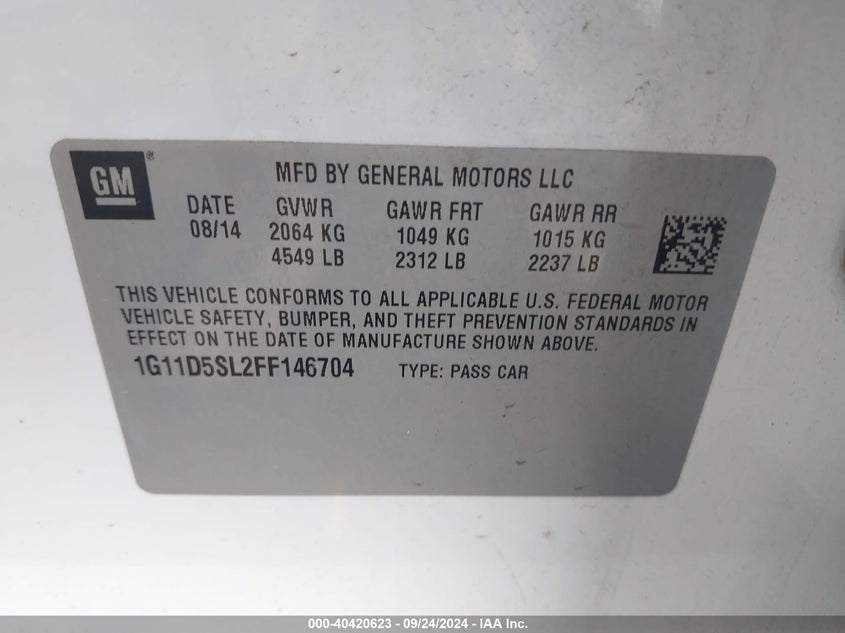 GM®
MFD BY GENERAL MOTORS LLC
DATE GVWR GAWR FRT GAWR RR
08/14 2064 KG 1049 KG 1015 KG
4549 LB 2312 LB 2237 LB
THIS VEHICLE CONFORMS TO ALL APPLICABLE U.S. FEDERAL MOTOR
VEHICLE SAFETY, BUMPER, AND THEFT PREVENTION STANDARDS IN
EFFECT ON THE DATE OF MANUFACTURE SHOWN ABOVE.
1G11D5SL2FF146704 TYPE: PASS CAR
000-40420623 - 09/24/2024 - IAA Inc.